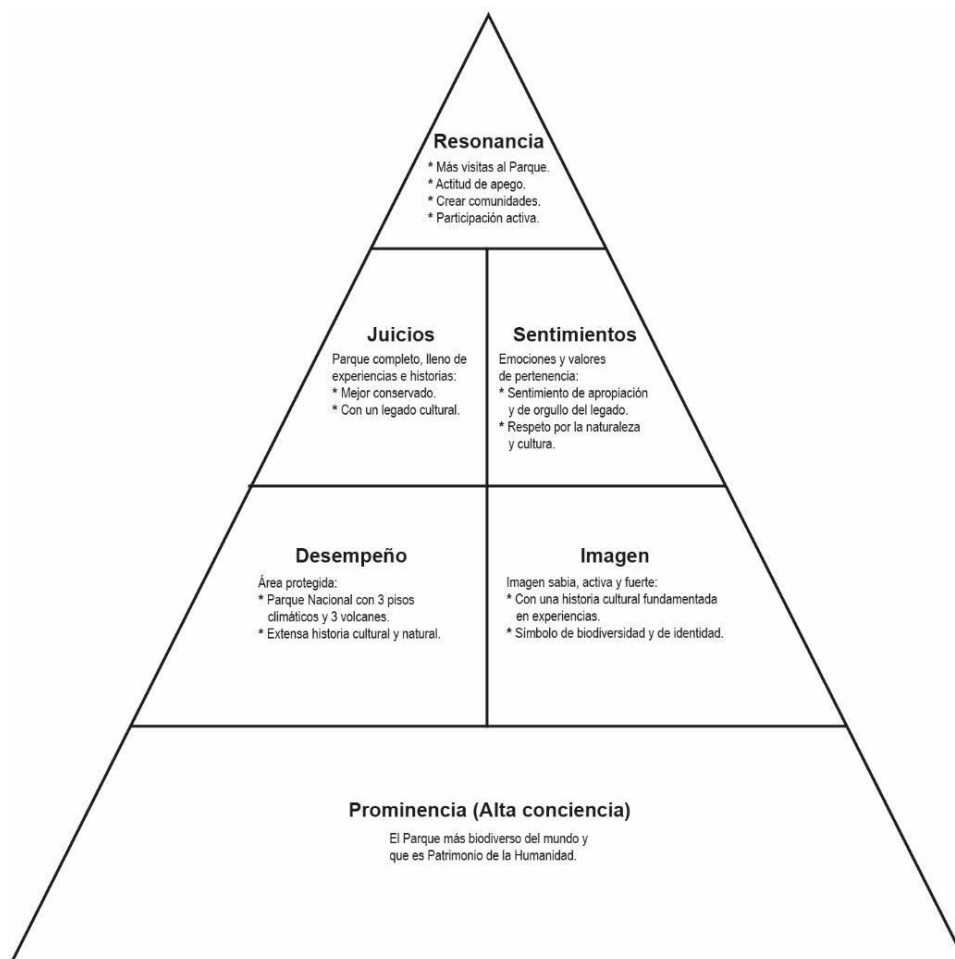 Resonancia
* Más visitas al Parque.
* Actitud de apego.
* Crear comunidades.
* Participación activa.
Juicios
Parque completo, lleno de
experiencias e historias:
* Mejor conservado.
* Con un legado cultural.
Sentimientos
Emociones y valores
de pertenencia:
* Sentimiento de apropiación
y de orgullo del legado.
* Respeto por la naturaleza
y cultura.
Desempeño
Área protegida:
* Parque Nacional con 3 pisos
climáticos y 3 volcanes.
* Extensa historia cultural y natural.
Imagen
Imagen sabia, activa y fuerte:
* Con una historia cultural fundamentada
en experiencias.
* Símbolo de biodiversidad y de identidad.
Prominencia (Alta conciencia)
El Parque más biodiverso del mundo y
que es Patrimonio de la Humanidad.